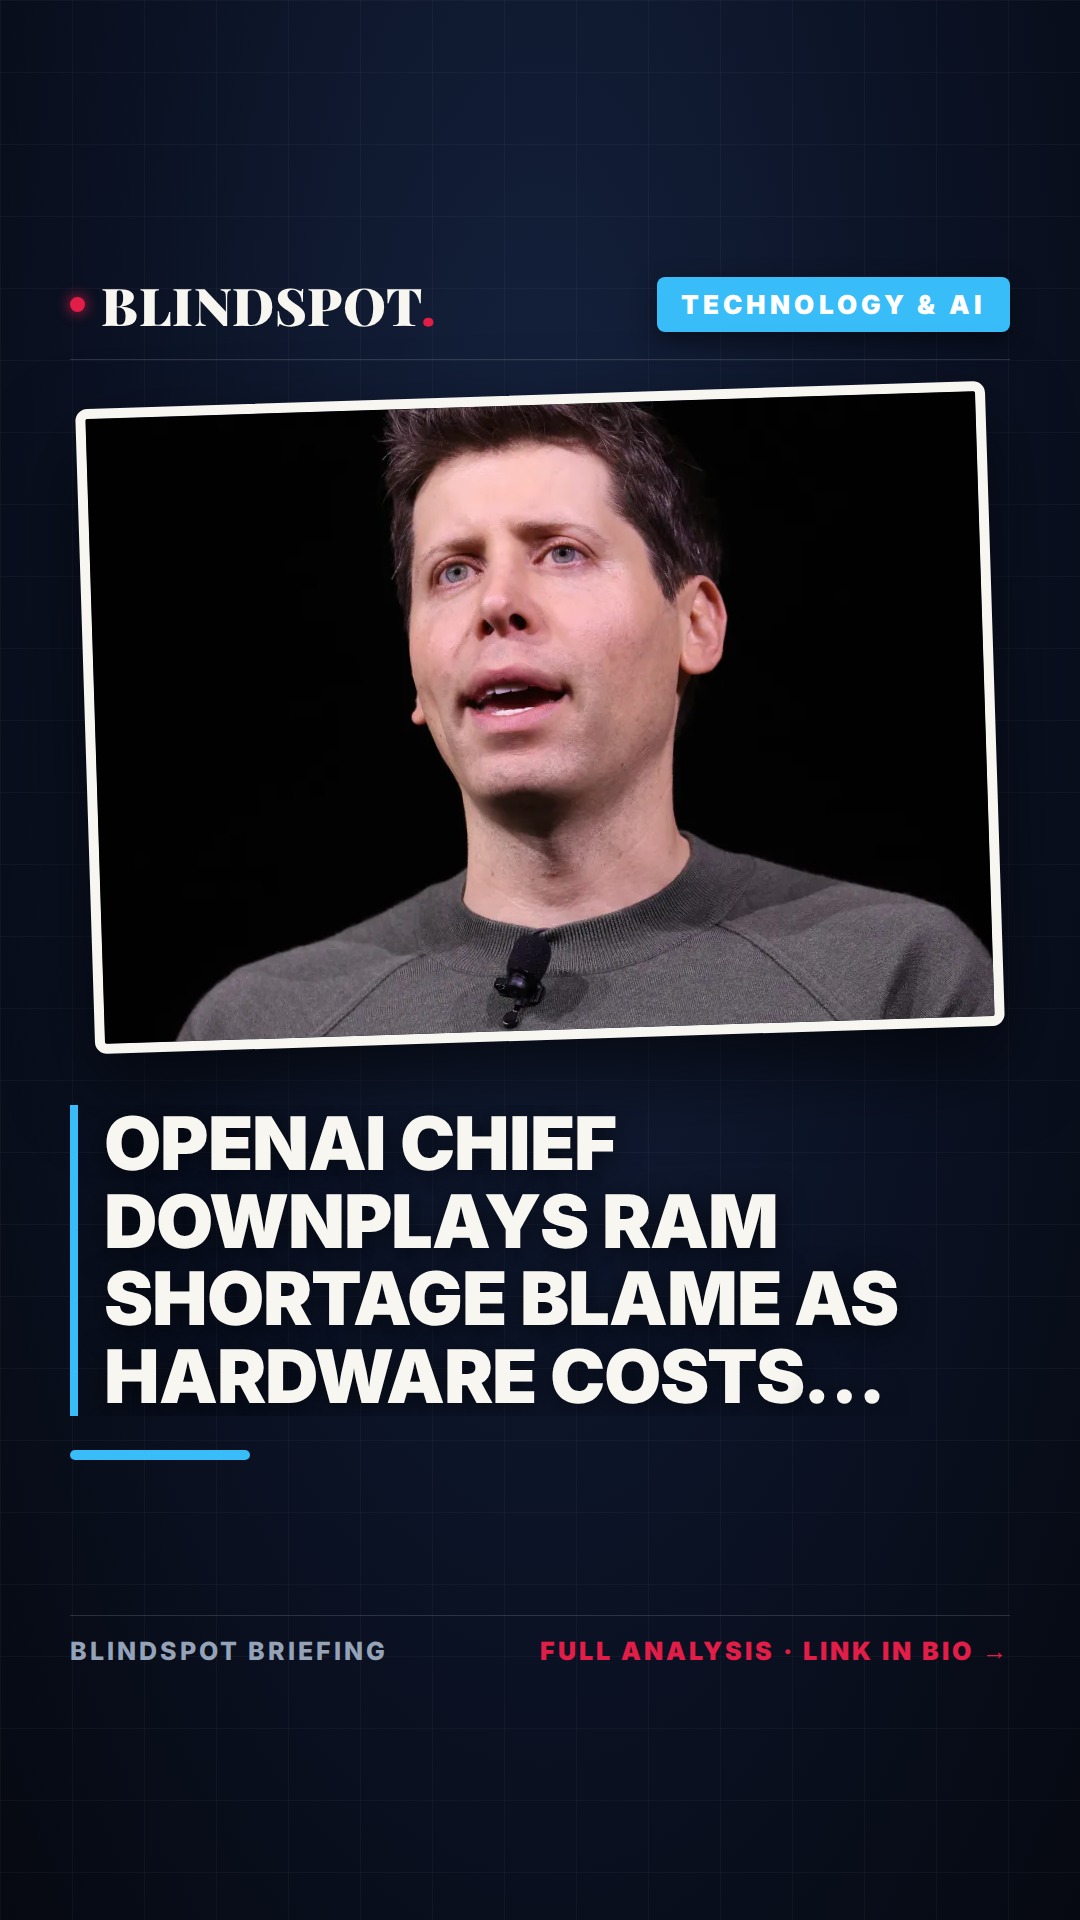 BLINDSPOT.
TECHNOLOGY & AI
OPENAI CHIEF
DOWNPLAYS RAM
SHORTAGE BLAME AS
HARDWARE COSTS...
BLINDSPOT BRIEFING
FULL ANALYSIS · LINK IN BIO →